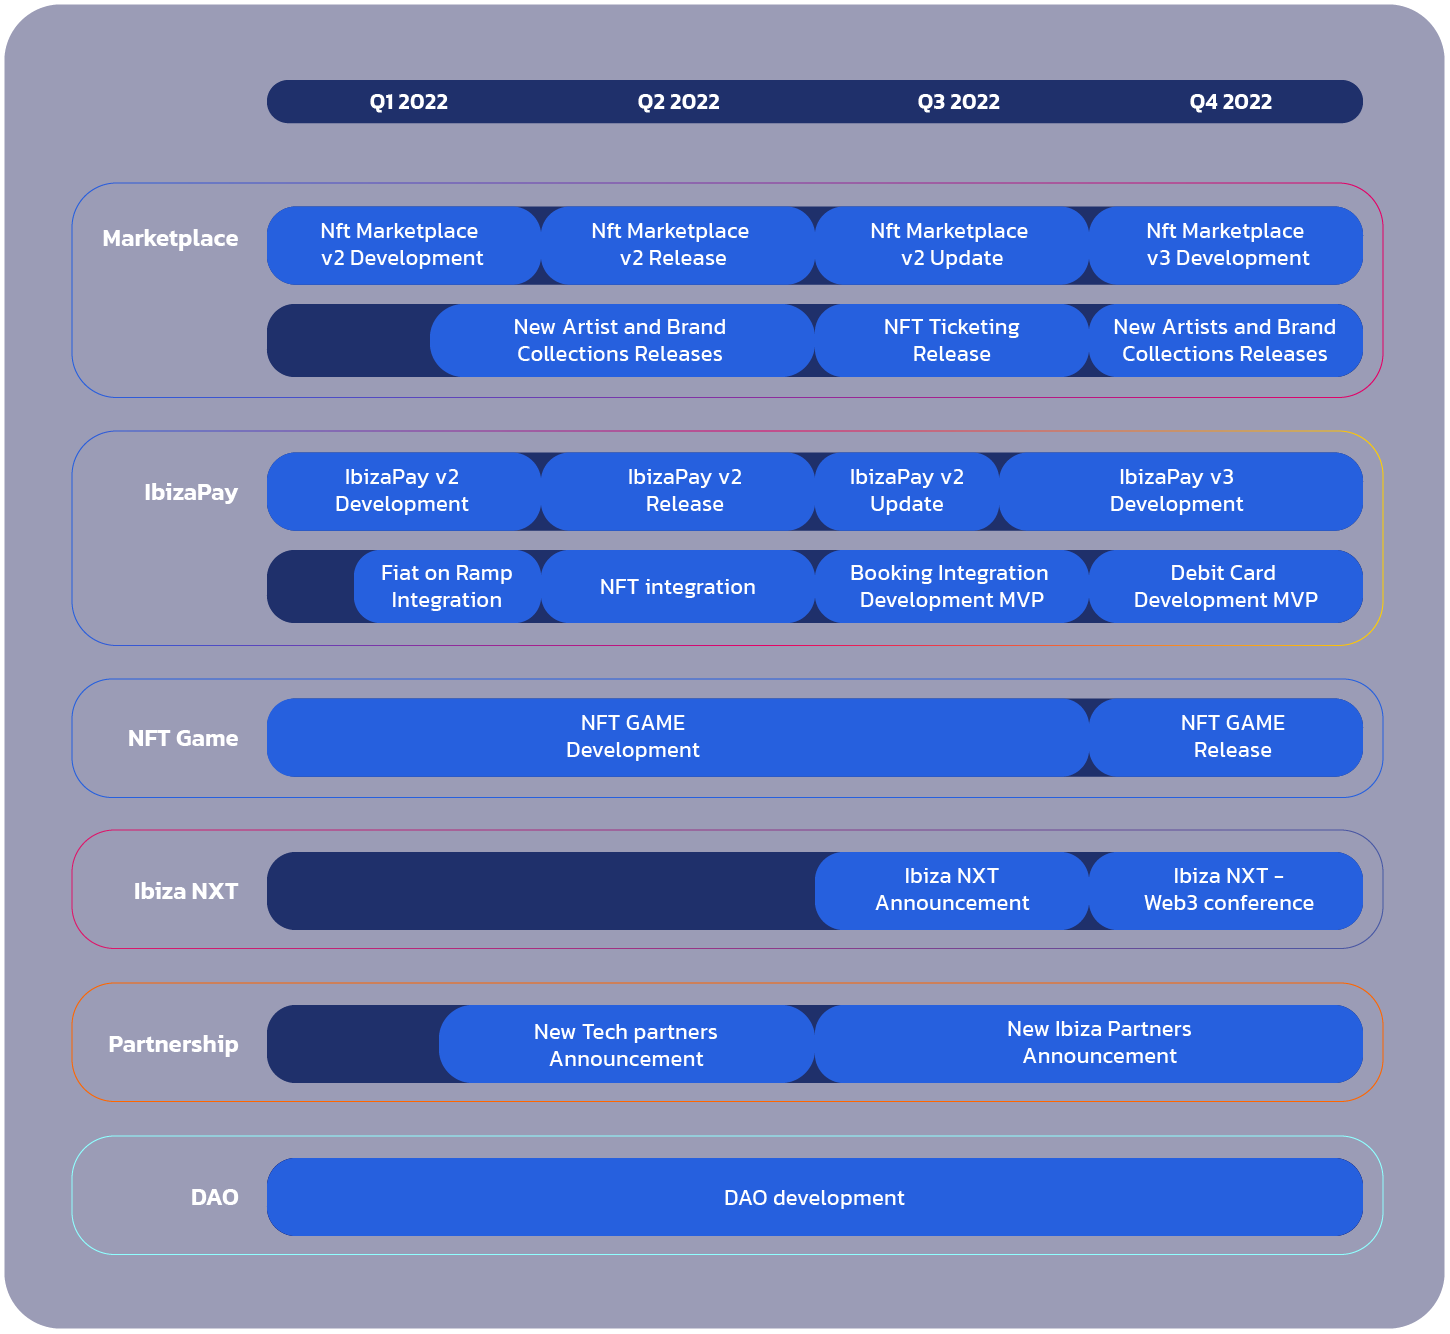 Q1 2022
Q2 2022
Q3 2022
Q4 2022
Marketplace
Nft Marketplace
v2 Development
Nft Marketplace
v2 Release
Nft Marketplace
v2 Update
Nft Marketplace
v3 Development
New Artist and Brand
Collections Releases
NFT Ticketing
Release
New Artists and Brand
Collections Releases
IbizaPay
IbizaPay v2
Development
IbizaPay v2
Release
IbizaPay v2
Update
IbizaPay v3
Development
Fiat on Ramp
Integration
NFT integration
Booking Integration
Development MVP
Debit Card
Development MVP
NFT Game
NFT GAME
Development
NFT GAME
Release
Ibiza NXT
Ibiza NXT
Announcement
Ibiza NXT -
Web3 conference
Partnership
New Tech partners
Announcement
New Ibiza Partners
Announcement
DAO
DAO development